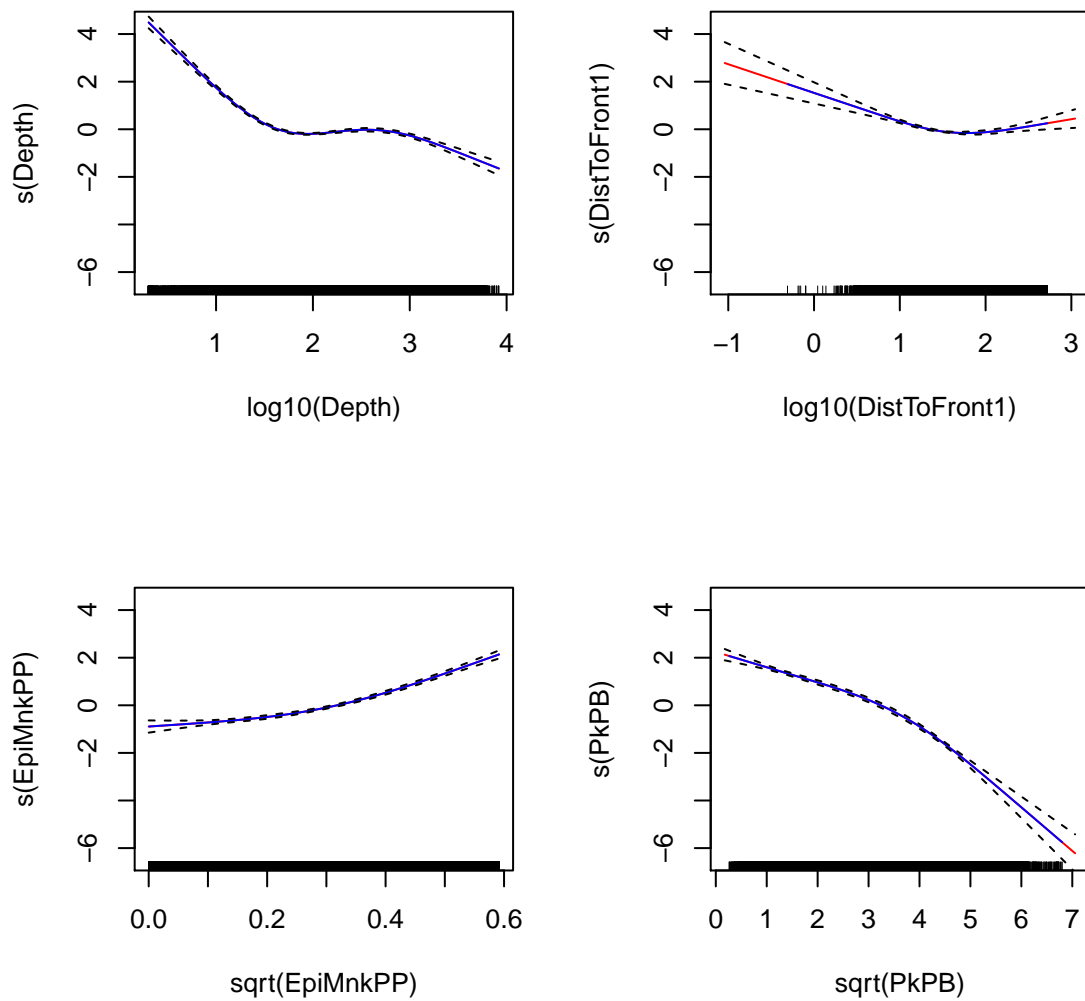 s(Depth)
4
2
0
−2
−6
1 2 3 4
log10(Depth)
s(DistToFront1)
4
2
0
−2
−6
−1 0 1 2 3
log10(DistToFront1)
s(EpiMnkPP)
4
2
0
−2
−6
0.0 0.2 0.4 0.6
sqrt(EpiMnkPP)
s(PkPB)
4
2
0
−2
−6
0 1 2 3 4 5 6 7
sqrt(PkPB)